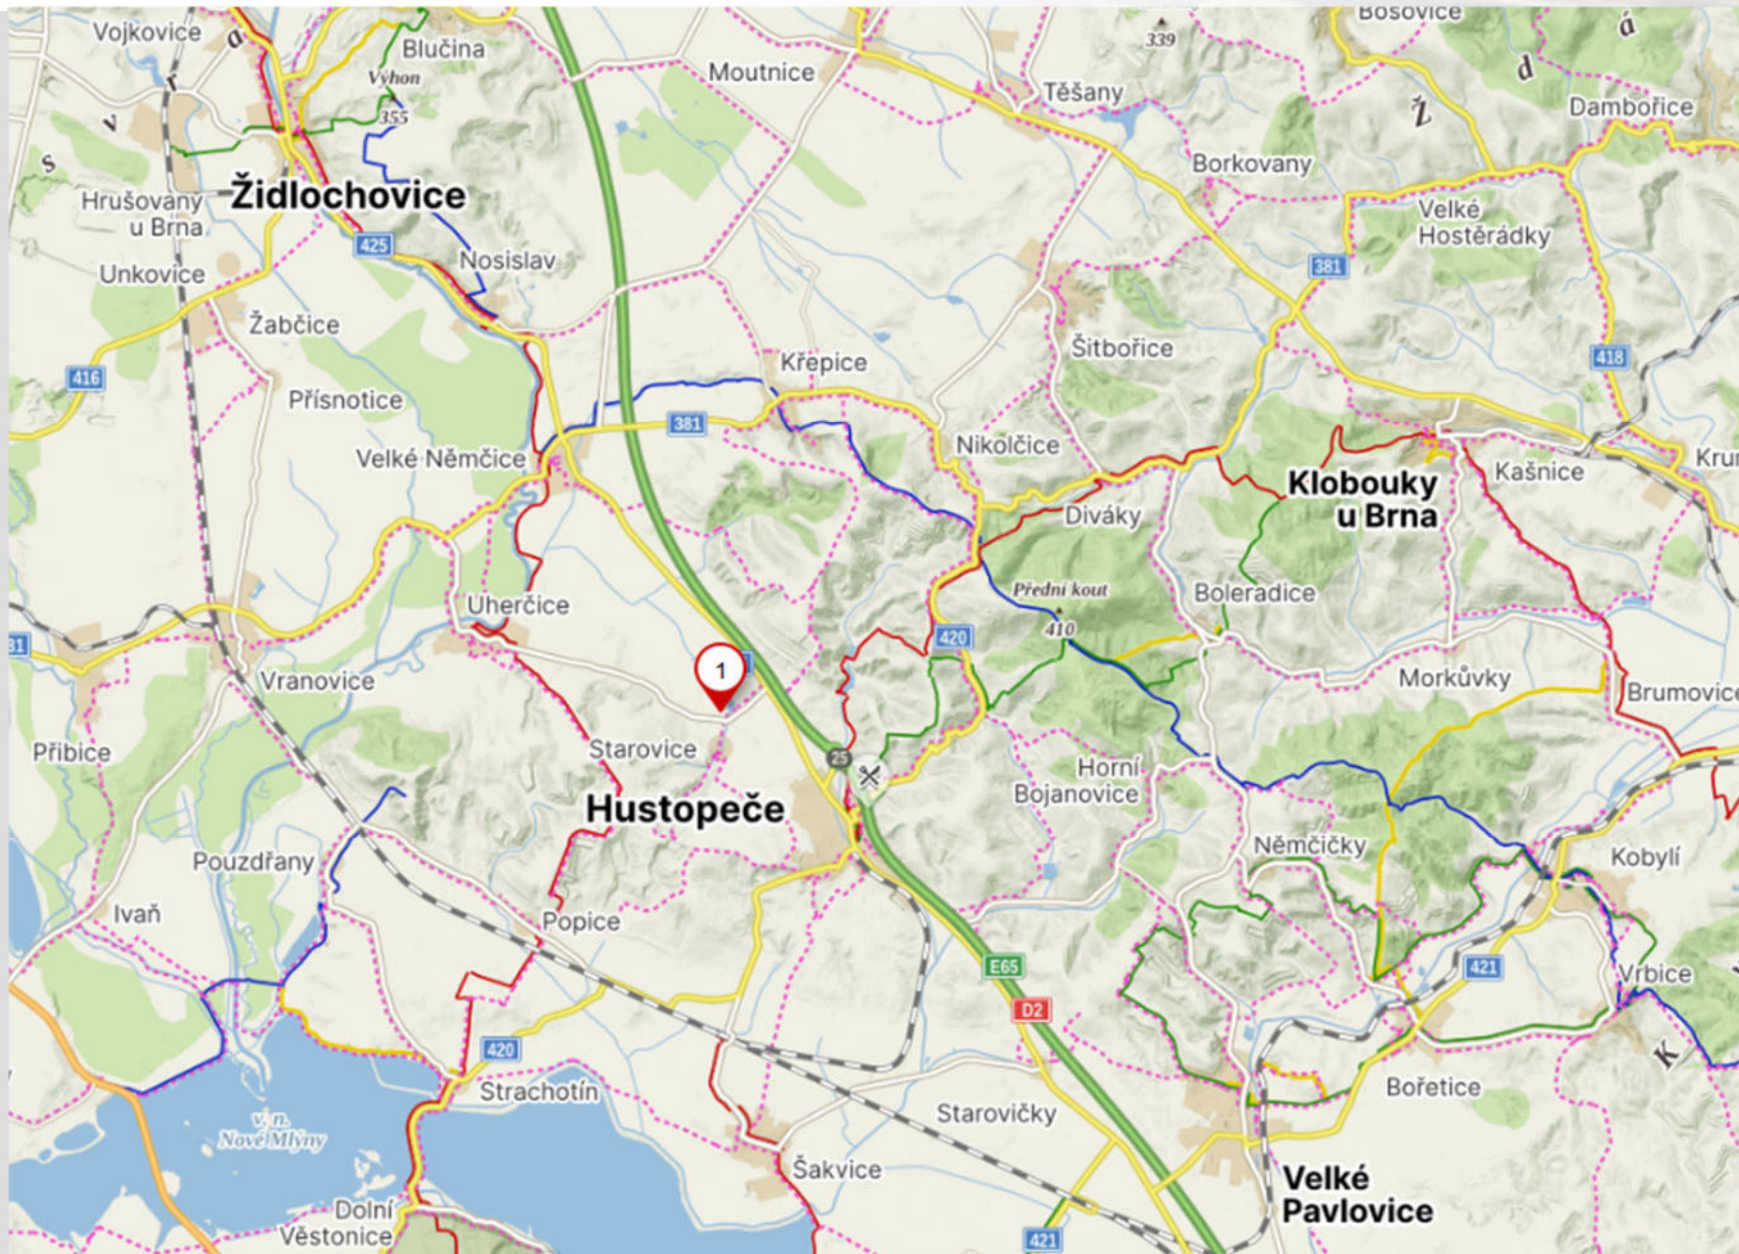 Bošovice
Vojkovice
Blučina
Výhon
355
Moutnice
339
Těšany
Dambořice
á
d
Ž
a
r
v
s
Borkovany
Židlochovice
Hrušovany
u Brna
Velké
Hostěrádky
425
Nosislav
381
Unkovice
Žabčice
Šitbořice
418
416
Křepice
Přísnotice
381
Nikolčice
Velké Němčice
Klobouky
u Brna
Kašnice
Kru
Diváky
Přední kout
410
Boleradice
Uherčice
420
31
1
Vranovice
Morkůvky
Brumovice
Starovice
Přibice
25
Horní
Bojanovice
Hustopeče
Němčičky
Kobylí
Pouzdřany
Ivaň
Popice
E65
421
Vrbice
D2
420
K
Strachotín
Bořetice
Starovičky
v. n.
Nové Mlýny
Šakvice
Velké
Pavlovice
Dolní
Věstonice
421